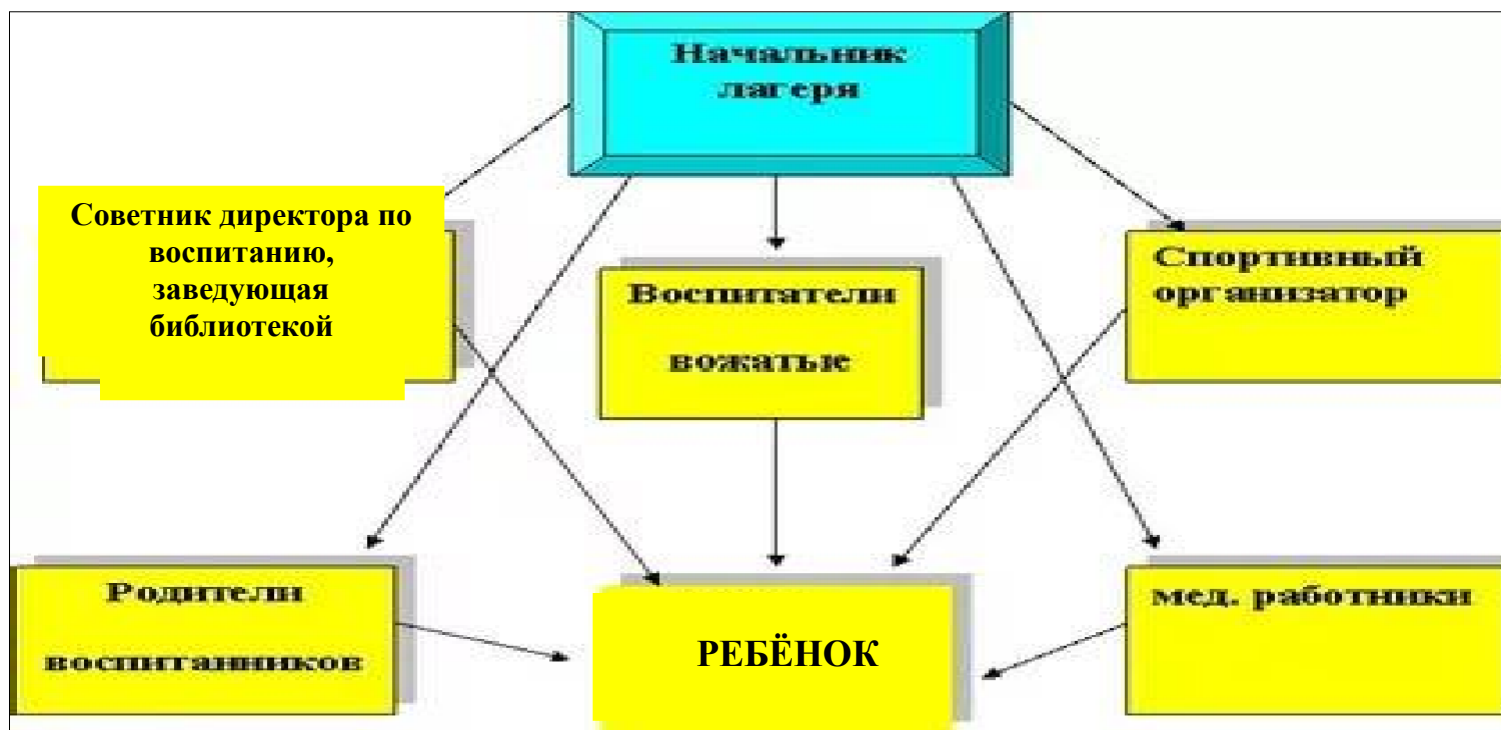 Начальник
лагеря
Советник директора по
воспитанию,
заведующая
библиотекой
Воспитатели
вожатые
Спортивный
организатор
Родители
воспитанников
РЕБЁНОК
мед. работники